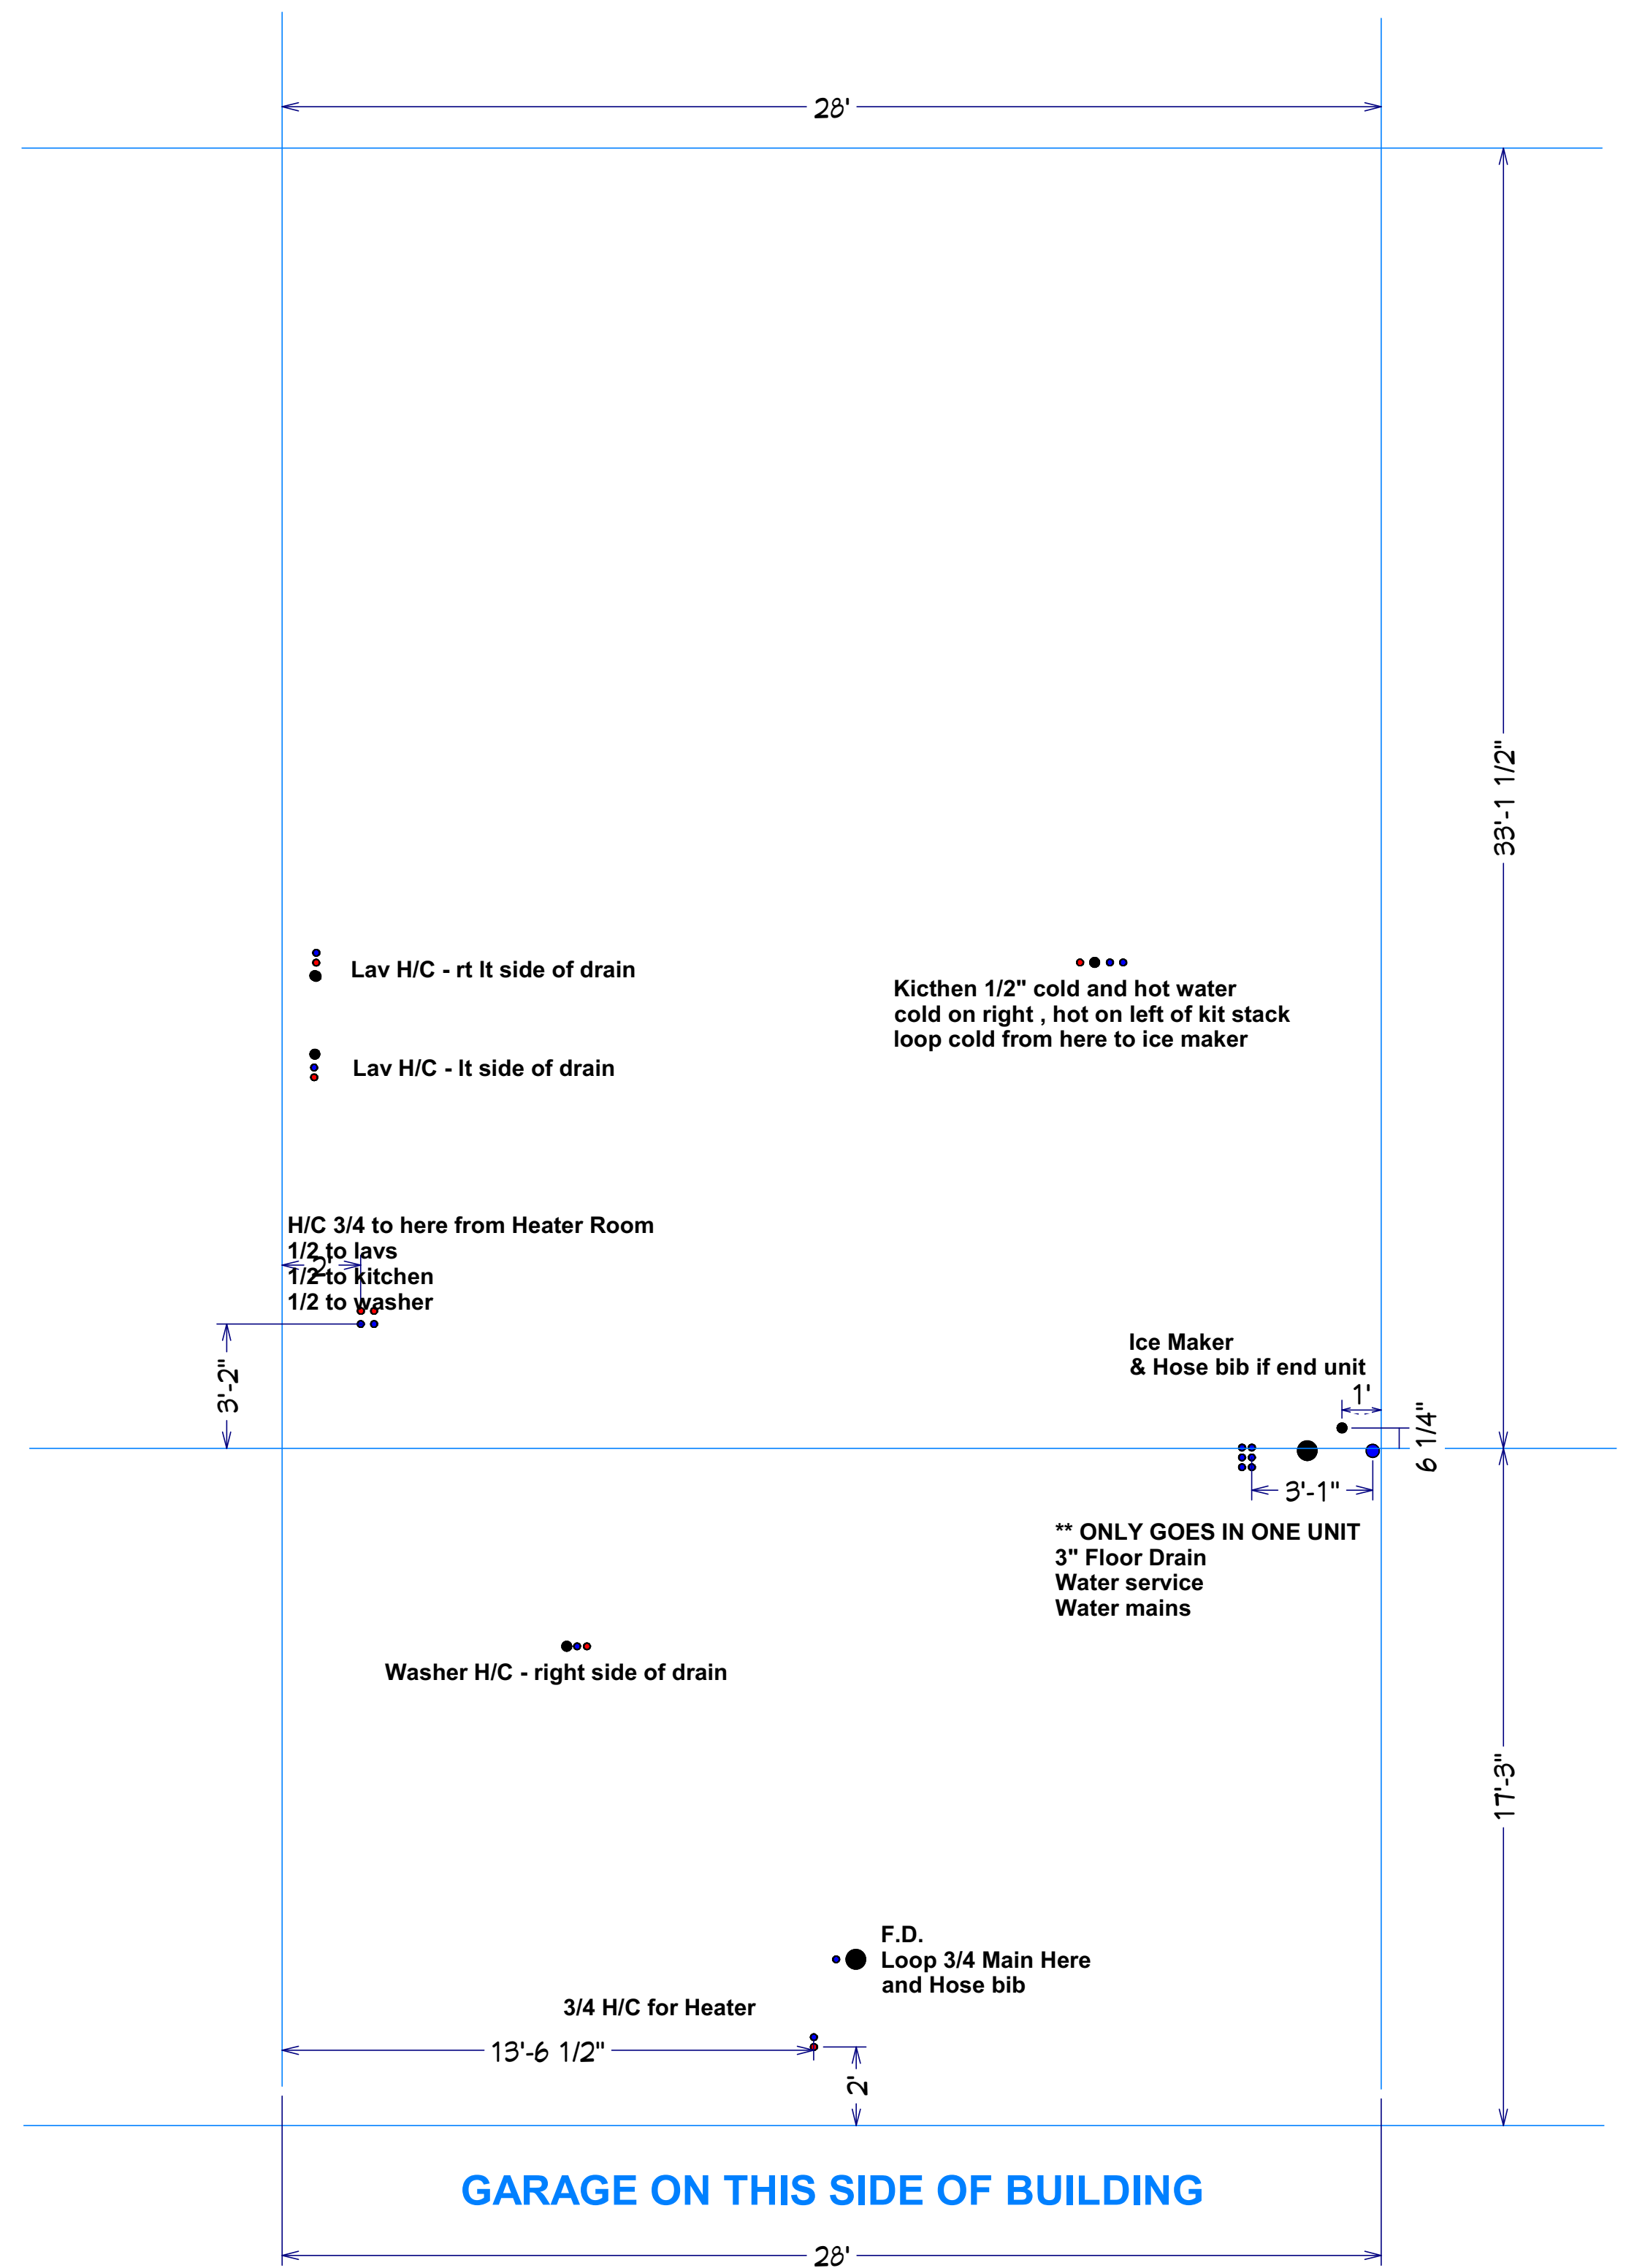 28'
33'-1 1/2"
Lav H/C - rt lt side of drain
Kicthen 1/2" cold and hot water
cold on right , hot on left of kit stack
loop cold from here to ice maker
Lav H/C - lt side of drain
H/C 3/4 to here from Heater Room
1/2 to lavs
2'
1/2 to kitchen
1/2 to washer
3'-2"
Ice Maker
& Hose bib if end unit
1'
6 1/4"
3'-1"
** ONLY GOES IN ONE UNIT
3" Floor Drain
Water service
Water mains
Washer H/C - right side of drain
17'-3"
F.D.
Loop 3/4 Main Here
and Hose bib
3/4 H/C for Heater
13'-6 1/2"
2'
GARAGE ON THIS SIDE OF BUILDING
28'